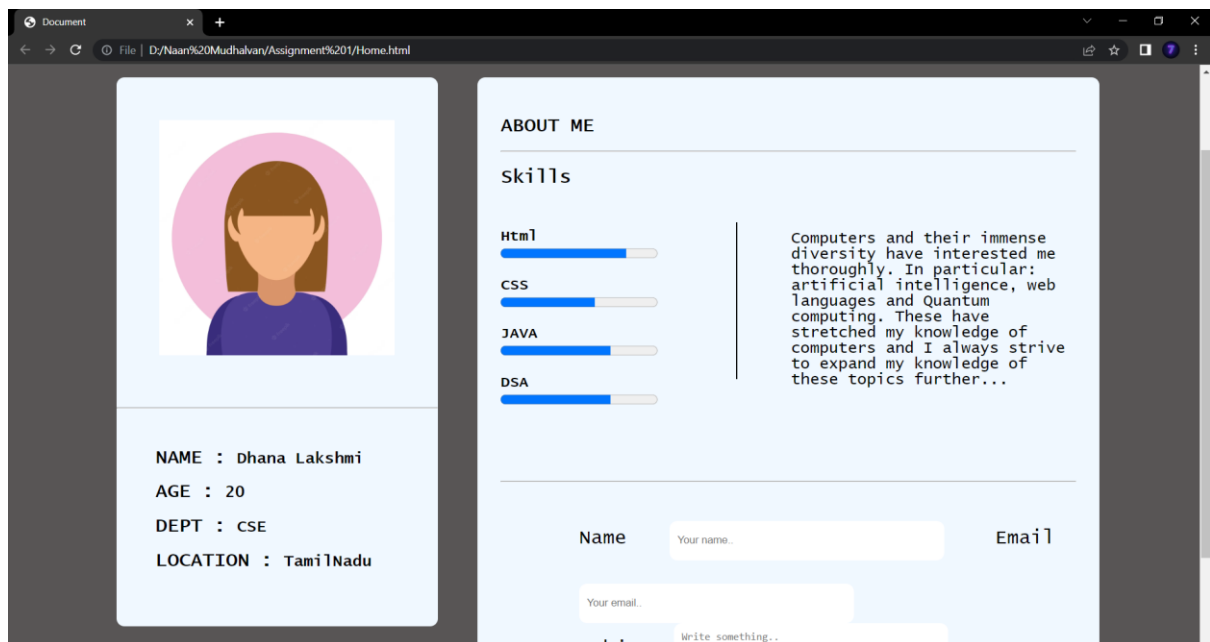 Document
File | D:/Naan%20Mudhalvan/Assignment%201/Home.html
7
NAME : Dhana Lakshmi
AGE : 20
DEPT : CSE
LOCATION : TamilNadu
ABOUT ME
Skills
Html
CSS
JAVA
DSA
Computers and their immense
diversity have interested me
thoroughly. In particular:
artificial intelligence, web
languages and Quantum
computing. These have
stretched my knowledge of
computers and I always strive
to expand my knowledge of
these topics further...
Name
Your name..
Email
Your email..
Write something..